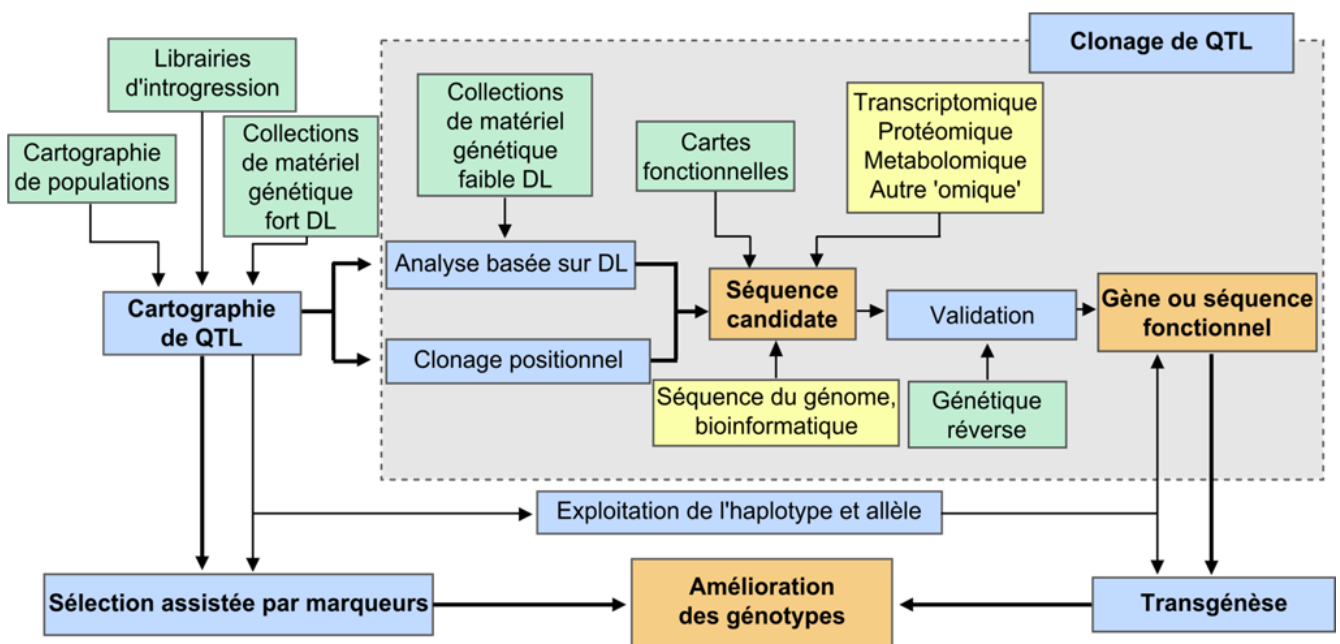 Clonage de QTL
Librairies
d'introgression
Cartographie
de populations
Collections
de matériel
génétique
fort DL
Collections
de matériel
génétique
faible DL
Cartes
fonctionnelles
Transcriptomique
Protéomique
Metabolomique
Autre 'omique'
Cartographie
de QTL
Analyse basée sur DL
Clonage positionnel
Séquence
candidate
Validation
Gène ou séquence
fonctionnel
Séquence du génome,
bioinformatique
Génétique
réverse
Exploitation de l'haplotype et allèle
Sélection assistée par marqueurs
Amélioration
des génotypes
Transgénèse